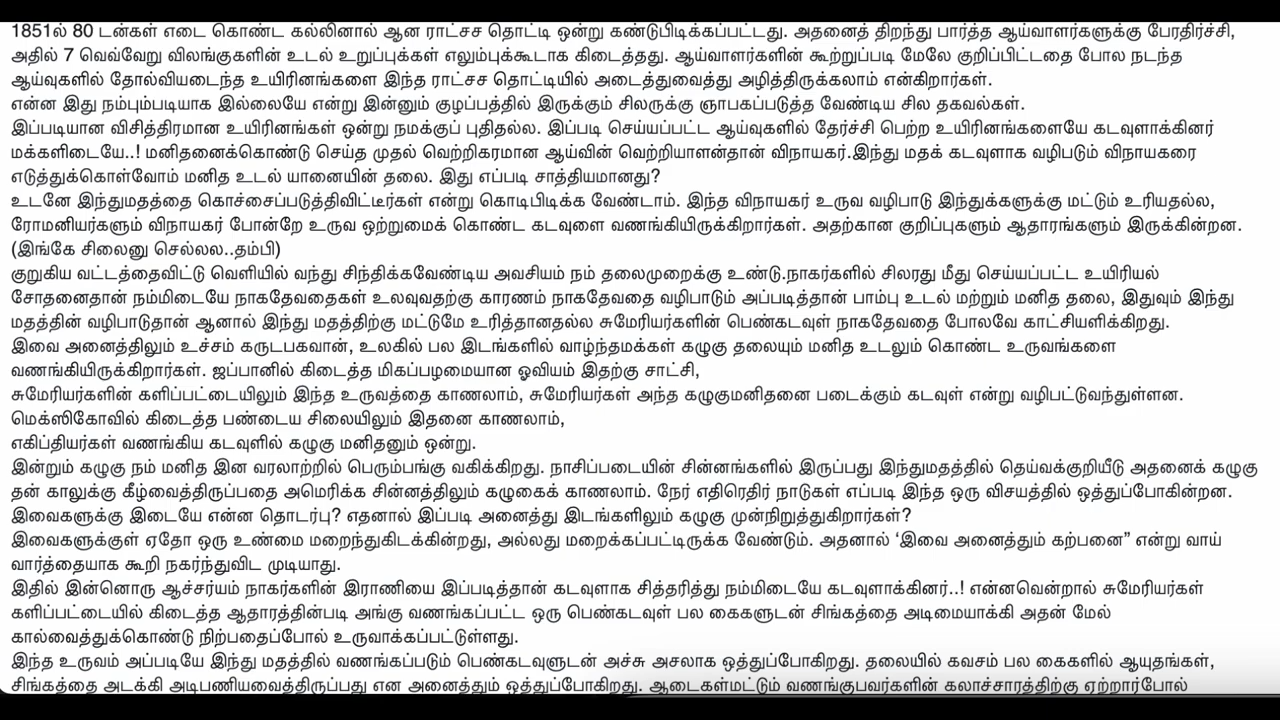 1851ல் 80 டன்கள் எடை கொண்ட கல்லினால் ஆன ராட்சச தொட்டி ஒன்று கண்டுபிடிக்கப்பட்டது. அதனைத் திறந்து பார்த்த ஆய்வாளர்களுக்கு பேரதிர்ச்சி,
அதில் 7 வெவ்வேறு விலங்குகளின் உடல் உறுப்புக்கள் எலும்புக்கூடாக கிடைத்தது. ஆய்வாளர்களின் கூற்றுப்படி மேலே குறிப்பிட்டதை போல நடந்த
ஆய்வுகளில் தோல்வியடைந்த உயிரினங்களை இந்த ராட்சச தொட்டியில் அடைத்துவைத்து அழித்திருக்கலாம் என்கிறார்கள்.
என்ன இது நம்பும்படியாக இல்லையே என்று இன்னும் குழப்பத்தில் இருக்கும் சிலருக்கு ஞாபகப்படுத்த வேண்டிய சில தகவல்கள்.
இப்படியான விசித்திரமான உயிரினங்கள் ஒன்று நமக்குப் புதிதல்ல. இப்படி செய்யப்பட்ட ஆய்வுகளில் தேர்ச்சி பெற்ற உயிரினங்களையே கடவுளாக்கினர்
மக்களிடையே..! மனிதனைக்கொண்டு செய்த முதல் வெற்றிகரமான ஆய்வின் வெற்றியாளன்தான் விநாயகர்.இந்து மதக் கடவுளாக வழிபடும் விநாயகரை
எடுத்துக்கொள்வோம் மனித உடல் யானையின் தலை. இது எப்படி சாத்தியமானது?
உடனே இந்துமதத்தை கொச்சைப்படுத்திவிட்டீர்கள் என்று கொடிபிடிக்க வேண்டாம். இந்த விநாயகர் உருவ வழிபாடு இந்துக்களுக்கு மட்டும் உரியதல்ல,
ரோமனியர்களும் விநாயகர் போன்றே உருவ ஒற்றுமைக் கொண்ட கடவுளை வணங்கியிருக்கிறார்கள். அதற்கான குறிப்புகளும் ஆதாரங்களும் இருக்கின்றன.
(இங்கே சிலைனு செல்லல..தம்பி)
குறுகிய வட்டத்தைவிட்டு வெளியில் வந்து சிந்திக்கவேண்டிய அவசியம் நம் தலைமுறைக்கு உண்டு.நாகர்களில் சிலரது மீது செய்யப்பட்ட உயிரியல்
சோதனைதான் நம்மிடையே நாகதேவதைகள் உலவுவதற்கு காரணம் நாகதேவதை வழிபாடும் அப்படித்தான் பாம்பு உடல் மற்றும் மனித தலை, இதுவும் இந்து
மதத்தின் வழிபாடுதான் ஆனால் இந்து மதத்திற்கு மட்டுமே உரித்தானதல்ல சுமேரியர்களின் பெண்கடவுள் நாகதேவதை போலவே காட்சியளிக்கிறது.
இவை அனைத்திலும் உச்சம் கருடபகவான், உலகில் பல இடங்களில் வாழ்ந்தமக்கள் கழுகு தலையும் மனித உடலும் கொண்ட உருவங்களை
வணங்கியிருக்கிறார்கள். ஜப்பானில் கிடைத்த மிகப்பழமையான ஓவியம் இதற்கு சாட்சி,
சுமேரியர்களின் களிப்பட்டையிலும் இந்த உருவத்தை காணலாம், சுமேரியர்கள் அந்த கழுகுமனிதனை படைக்கும் கடவுள் என்று வழிபட்டுவந்துள்ளன.
மெக்ஸிகோவில் கிடைத்த பண்டைய சிலையிலும் இதனை காணலாம்,
எகிப்தியர்கள் வணங்கிய கடவுளில் கழுகு மனிதனும் ஒன்று.
இன்றும் கழுகு நம் மனித இன வரலாற்றில் பெரும்பங்கு வகிக்கிறது. நாசிப்படையின் சின்னங்களில் இருப்பது இந்துமதத்தில் தெய்வக்குறியீடு அதனைக் கழுகு
தன் காலுக்கு கீழ்வைத்திருப்பதை அமெரிக்க சின்னத்திலும் கழுகைக் காணலாம். நேர் எதிரெதிர் நாடுகள் எப்படி இந்த ஒரு விசயத்தில் ஒத்துப்போகின்றன.
இவைகளுக்கு இடையே என்ன தொடர்பு? எதனால் இப்படி அனைத்து இடங்களிலும் கழுகு முன்நிறுத்துகிறார்கள்?
இவைகளுக்குள் ஏதோ ஒரு உண்மை மறைந்துகிடக்கின்றது, அல்லது மறைக்கப்பட்டிருக்க வேண்டும். அதனால் ‘இவை அனைத்தும் கற்பனை” என்று வாய்
வார்த்தையாக கூறி நகர்ந்துவிட முடியாது.
இதில் இன்னொரு ஆச்சர்யம் நாகர்களின் இராணியை இப்படித்தான் கடவுளாக சித்தரித்து நம்மிடையே கடவுளாக்கினர்..! என்னவென்றால் சுமேரியர்கள்
களிப்பட்டையில் கிடைத்த ஆதாரத்தின்படி அங்கு வணங்கப்பட்ட ஒரு பெண்கடவுள் பல கைகளுடன் சிங்கத்தை அடிமையாக்கி அதன் மேல்
கால்வைத்துக்கொண்டு நிற்பதைப்போல் உருவாக்கப்பட்டுள்ளது.
இந்த உருவம் அப்படியே இந்து மதத்தில் வணங்கப்படும் பெண்கடவுளுடன் அச்சு அசலாக ஒத்துப்போகிறது. தலையில் கவசம் பல கைகளில் ஆயுதங்கள்,
சிங்கத்தை அடக்கி அடிபணியவைத்திருப்பது என அனைத்தும் ஒத்துப்போகிறது. ஆடைகள்மட்டும் வணங்குபவர்களின் கலாச்சாரத்திற்கு ஏற்றார்போல்